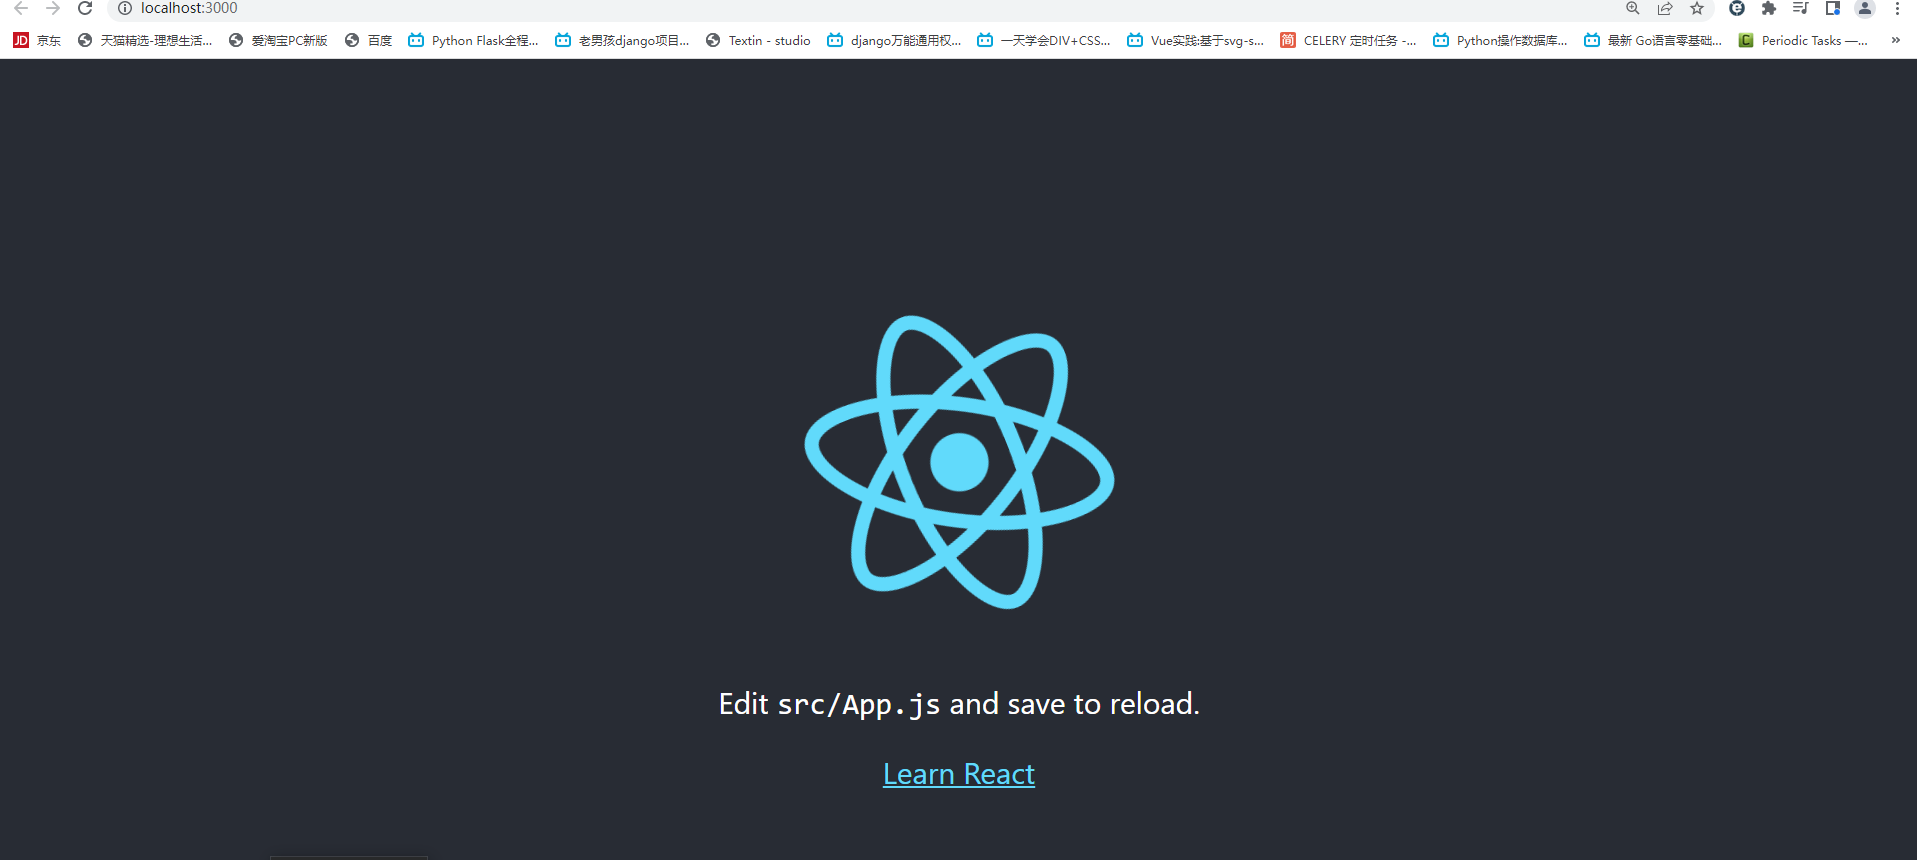 localhost:3000
JD 京东 天猫精选-理想生活... 爱淘宝PC新版 百度 Python Flask全程... 老男孩django项目... Textin - studio django万能通用权... 一天学会DIV+CSS... Vue实践:基于svg-s... 简 CELERY 定时任务 -... Python操作数据库... 最新 Go语言零基础... C Periodic Tasks —... »
Edit src/App.js and save to reload.
Learn React